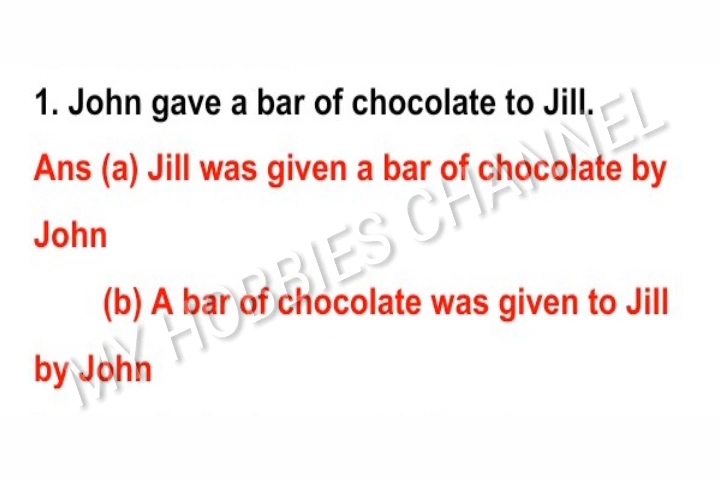 1. John gave a bar of chocolate to Jill.
Ans (a) Jill was given a bar of chocolate by
John
(b) A bar of chocolate was given to Jill
by John
MY HOBBIES CHANNEL